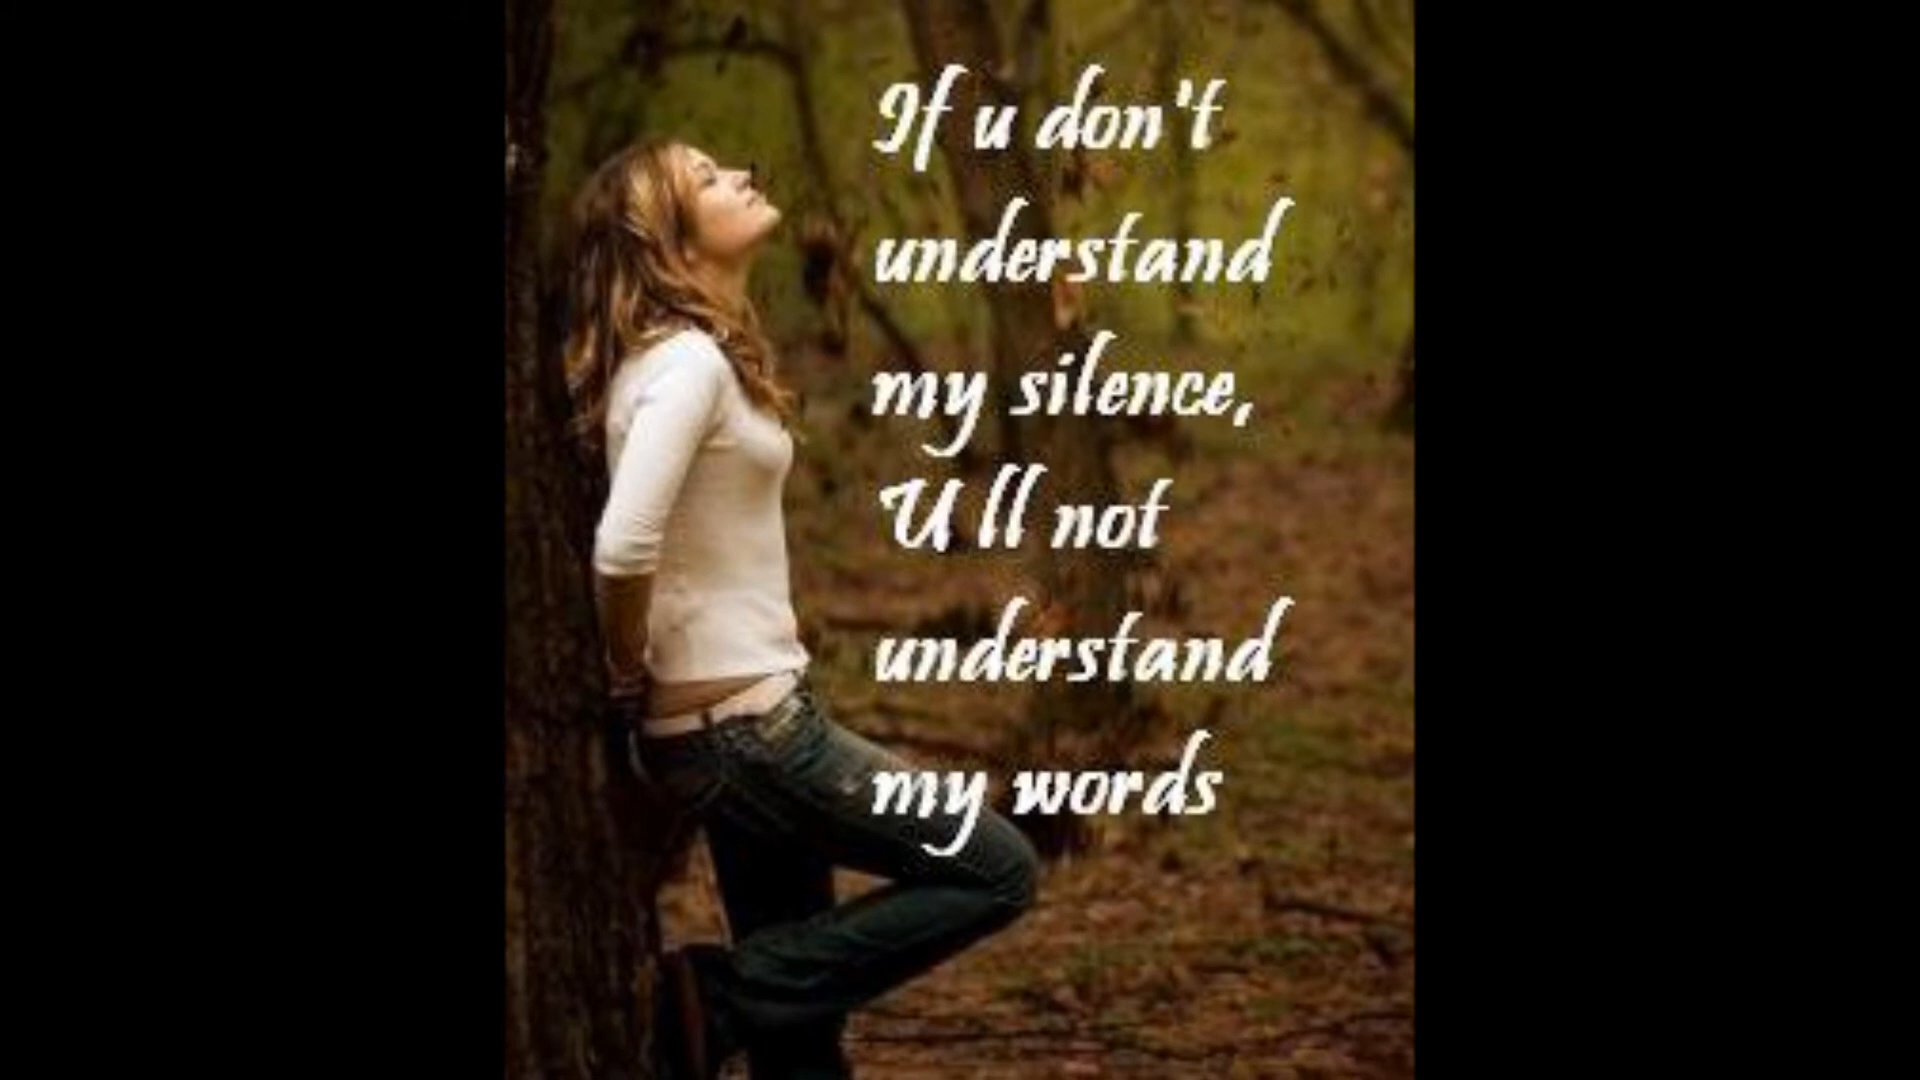 If u don't
understand
my silence,
U ll not
understand
my words